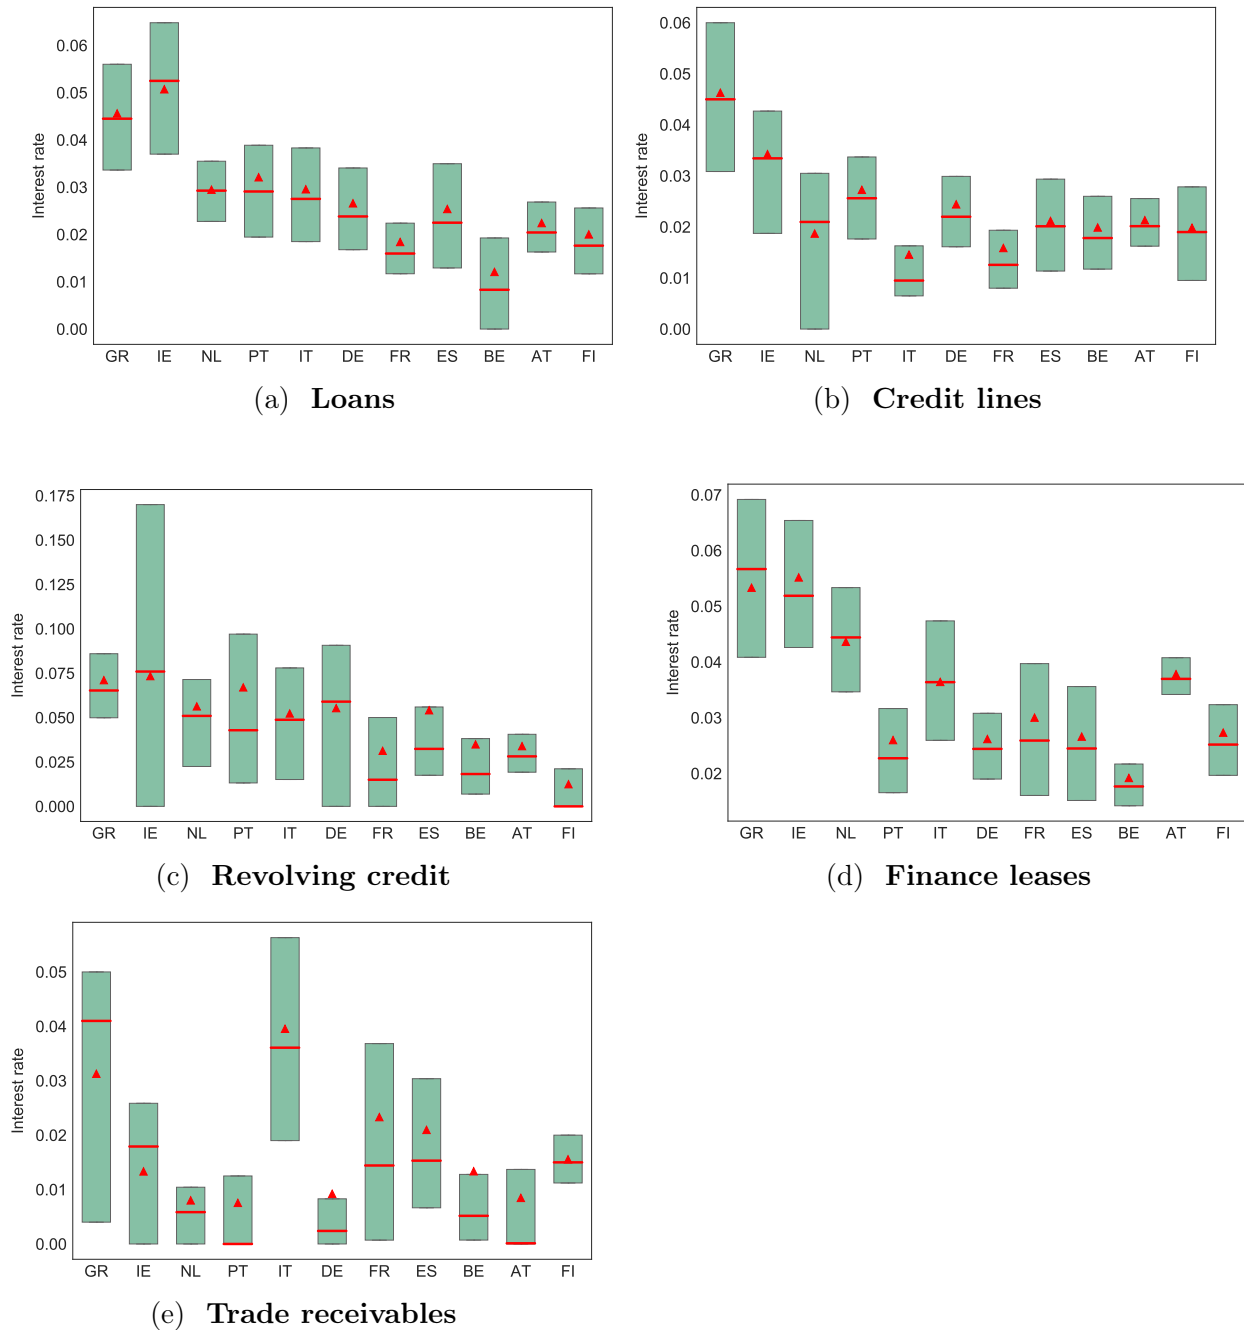 0.06
0.05
0.04
0.03
0.02
0.01
0.00
Interest rate
GR IE NL PT IT DE FR ES BE AT FI
(a) Loans
0.06
0.05
0.04
0.03
0.02
0.01
0.00
Interest rate
GR IE NL PT IT DE FR ES BE AT FI
(b) Credit lines
0.175
0.150
0.125
0.100
0.075
0.050
0.025
0.000
Interest rate
GR IE NL PT IT DE FR ES BE AT FI
(c) Revolving credit
0.07
0.06
0.05
0.04
0.03
0.02
Interest rate
GR IE NL PT IT DE FR ES BE AT FI
(d) Finance leases
0.05
0.04
0.03
0.02
0.01
0.00
Interest rate
GR IE NL PT IT DE FR ES BE AT FI
(e) Trade receivables